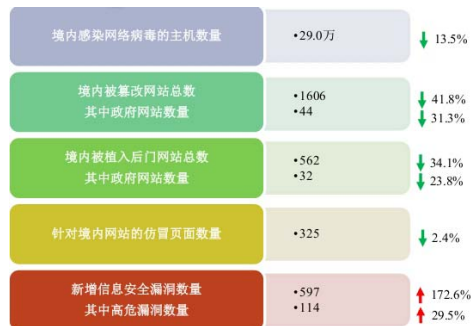 境内感染网络病毒的主机数量
•29.0万
13.5%
境内被篡改网站总数
其中政府网站数量
•1606
•44
41.8%
31.3%
境内被植入后门网站总数
其中政府网站数量
•562
•32
34.1%
23.8%
针对境内网站的仿冒页面数量
•325
2.4%
新增信息安全漏洞数量
其中高危漏洞数量
•597
•114
172.6%
29.5%